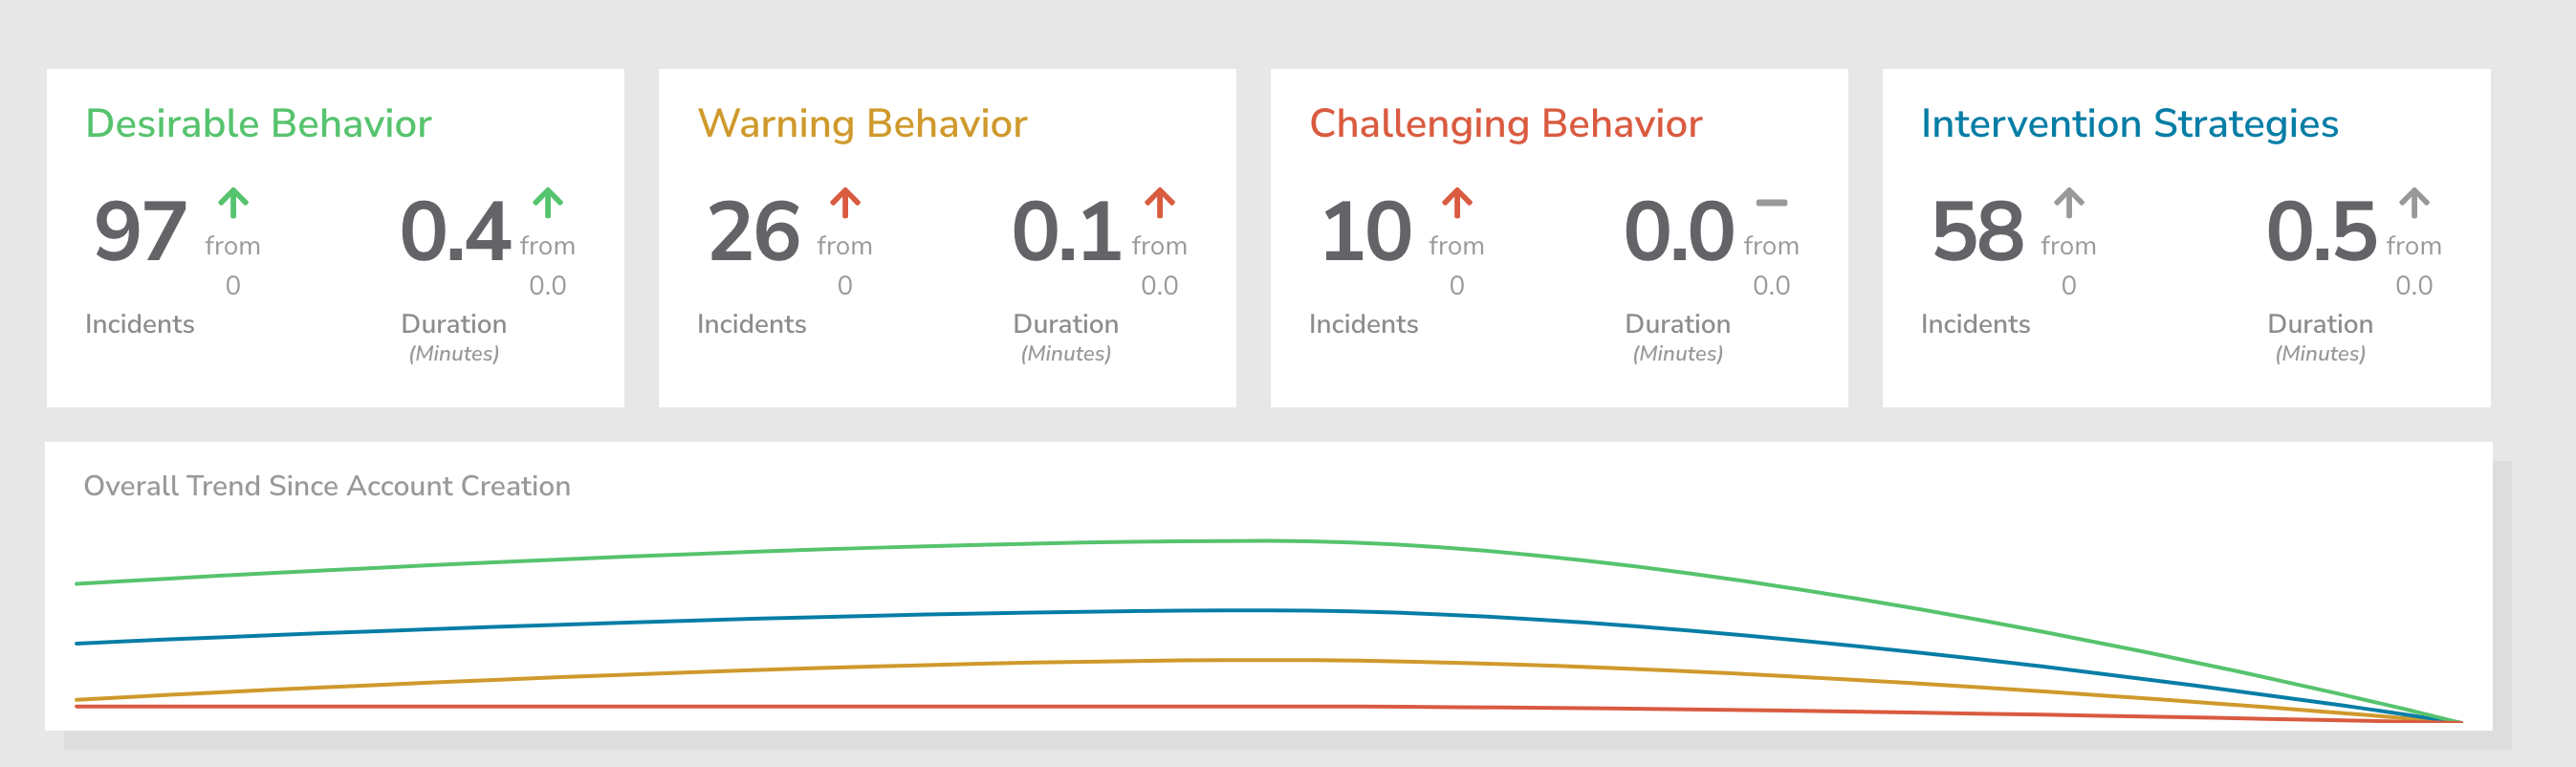 Desirable Behavior
97 from
0
Incidents
0.4 from
0.0
Duration
(Minutes)
Warning Behavior
26 from
0
Incidents
0.1 from
0.0
Duration
(Minutes)
Challenging Behavior
10 from
0
Incidents
0.0 from
0.0
Duration
(Minutes)
Intervention Strategies
58 from
0
Incidents
0.5 from
0.0
Duration
(Minutes)
Overall Trend Since Account Creation